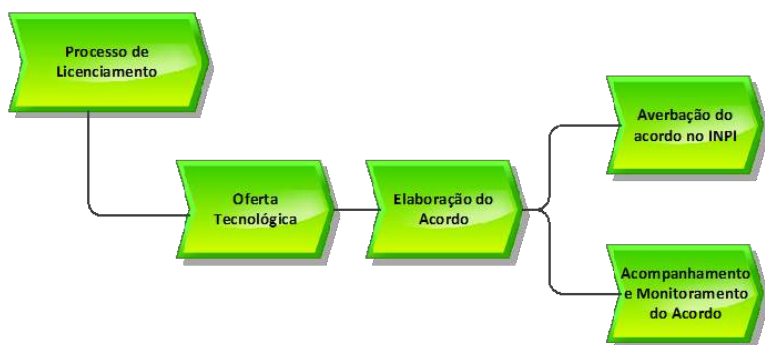 Processo de
Licenciamento
Oferta
Tecnológica
Elaboração do
Acordo
Averbação do
acordo no INPI
Acompanhamento
e Monitoramento
do Acordo